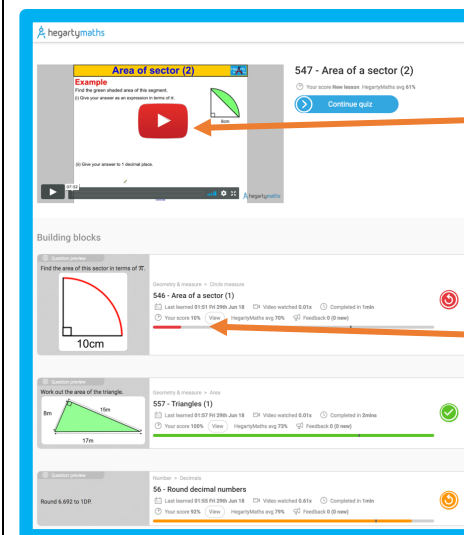 hegartymaths
Area of sector (2)
Example
Find the green shaded area of this segment.
(i) Give your answer as an expression in terms of π.
8cm
(ii) Give your answer to 1 decimal place.
07:52
hegartymaths
547 - Area of a sector (2)
Your score New lesson HegartyMaths avg 61%
Continue quiz
Building blocks
Question preview
Find the area of this sector in terms of π.
10cm
Geometry & measure > Circle measure
546 - Area of a sector (1)
Last learned 01:51 Fri 29th Jun 18 Video watched 0.01x Completed in 1min
Your score 10% View HegartyMaths avg 70% Feedback 0 (0 new)
Question preview
Work out the area of the triangle.
8m
15m
17m
Geometry & measure > Area
557 - Triangles (1)
Last learned 01:57 Fri 29th Jun 18 Video watched 0.01x Completed in 2mins
Your score 100% View HegartyMaths avg 73% Feedback 0 (0 new)
Question preview
Round 6.692 to 1DP.
Number > Decimals
56 - Round decimal numbers
Last learned 01:55 Fri 29th Jun 18 Video watched 0.61x Completed in 1min
Your score 92% View HegartyMaths avg 79% Feedback 0 (0 new)